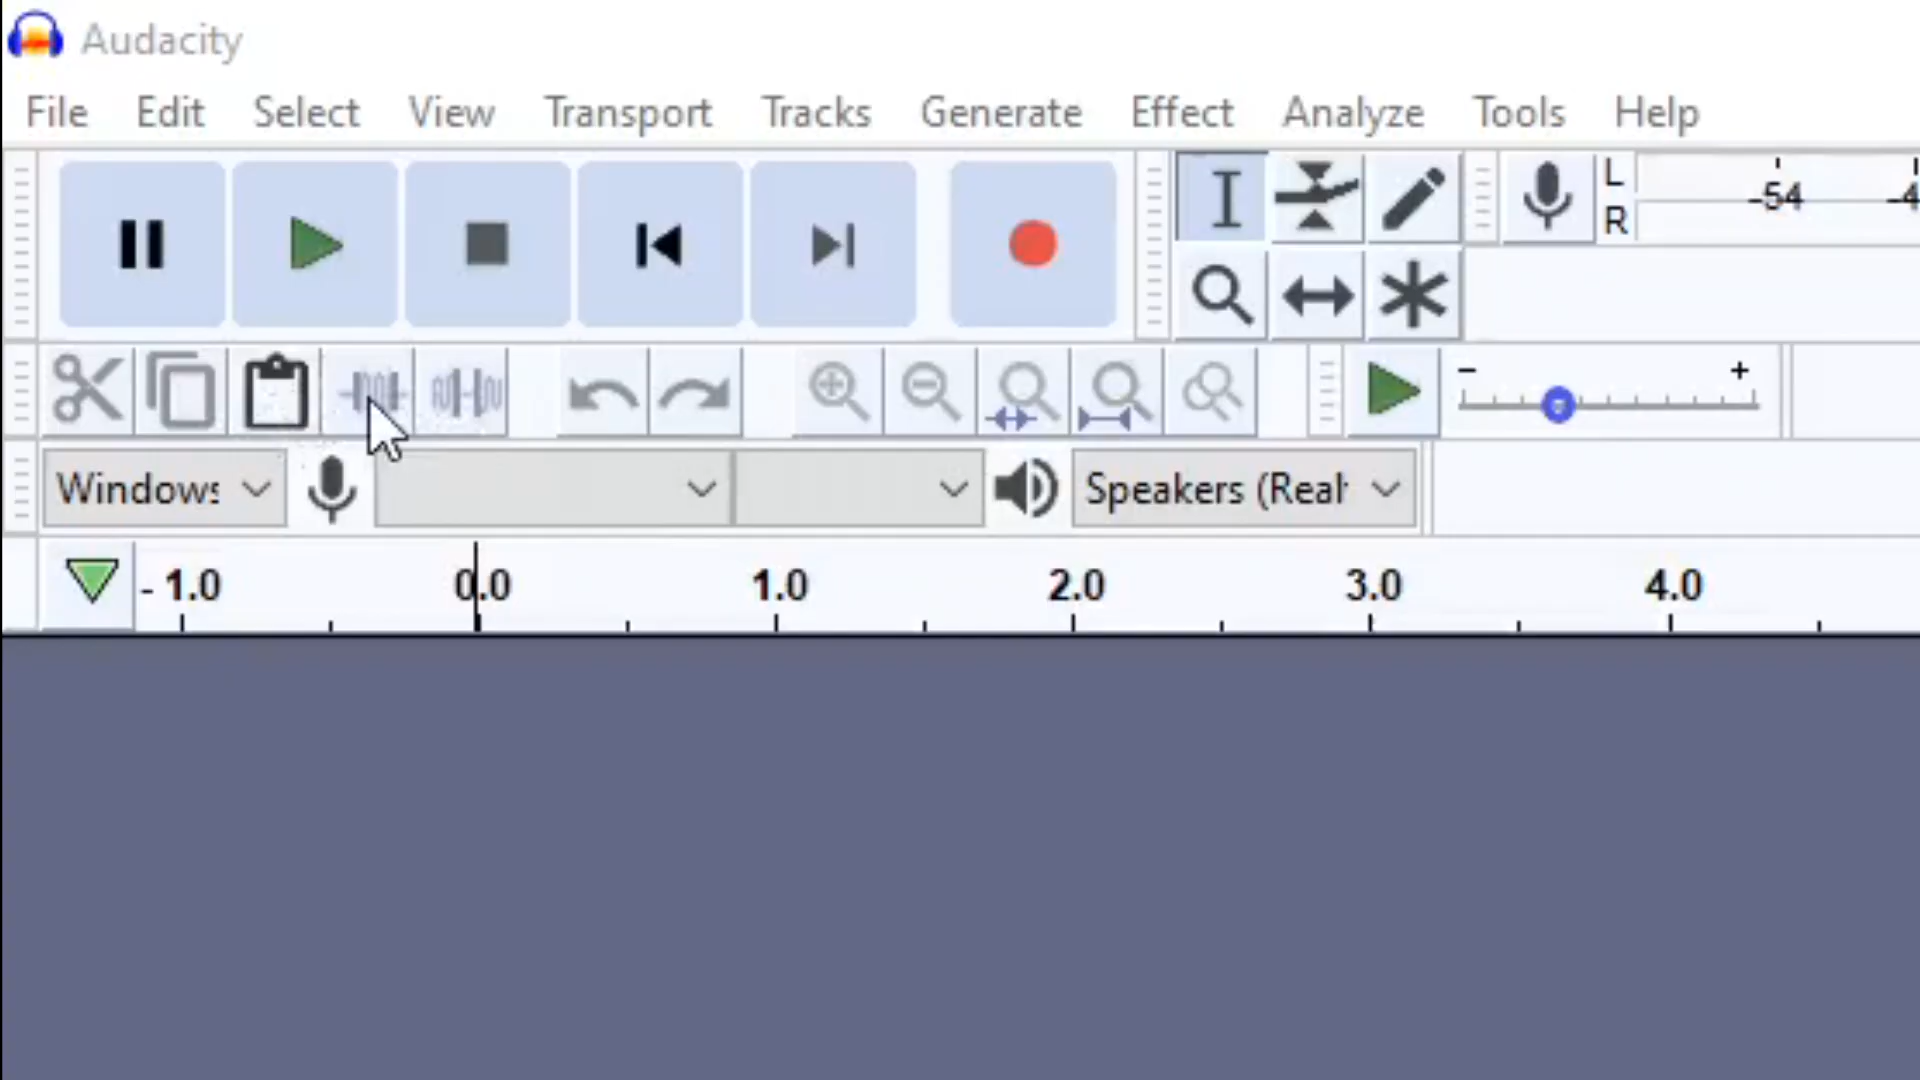 Audacity
File Edit Select View Transport Tracks Generate Effect Analyze Tools Help
L -54 -4
R
- +
Windows Speakers (Real
- 1.0 0.0 1.0 2.0 3.0 4.0